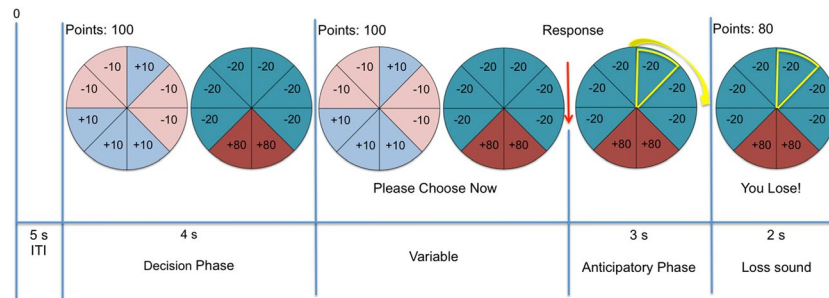 0
Points: 100
Points: 100
Response
Points: 80
-10 +10 -20 -20 -10 +10 -20 -20 -20 -20 -20 -20
-10 -10 -20 -20 -10 -10 -20 -20 -20 -20 -20 -20
+10 -10 -20 -20 +10 -10 -20 -20 -20 -20 -20 -20
+10 +10 +80 +80 +10 +10 +80 +80 +80 +80 +80 +80
Please Choose Now
You Lose!
5 s
ITI
4 s
Decision Phase
Variable
3 s
Anticipatory Phase
2 s
Loss sound